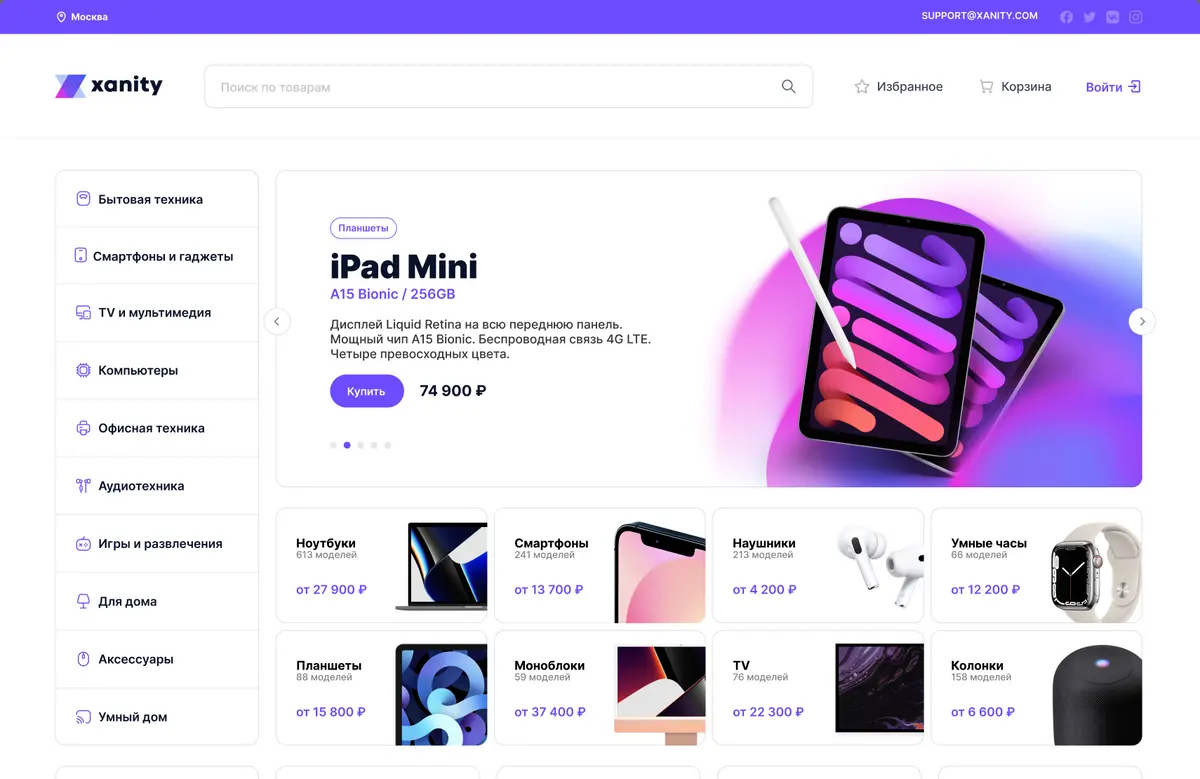 Москва
SUPPORT@XANITY.COM
xanity
Поиск по товарам
Избранное
Корзина
Войти
Бытовая техника
Смартфоны и гаджеты
TV и мультимедия
Компьютеры
Офисная техника
Аудиотехника
Игры и развлечения
Для дома
Аксессуары
Умный дом
Планшеты
iPad Mini
A15 Bionic / 256GB
Дисплей Liquid Retina на всю переднюю панель.
Мощный чип A15 Bionic. Беспроводная связь 4G LTE.
Четыре превосходных цвета.
Купить
74 900 ₽
Ноутбуки
613 моделей
от 27 900 ₽
Смартфоны
241 моделей
от 13 700 ₽
Наушники
213 моделей
от 4 200 ₽
Умные часы
66 моделей
от 12 200 ₽
Планшеты
88 моделей
от 15 800 ₽
Моноблоки
59 моделей
от 37 400 ₽
TV
76 моделей
от 22 300 ₽
Колонки
158 моделей
от 6 600 ₽